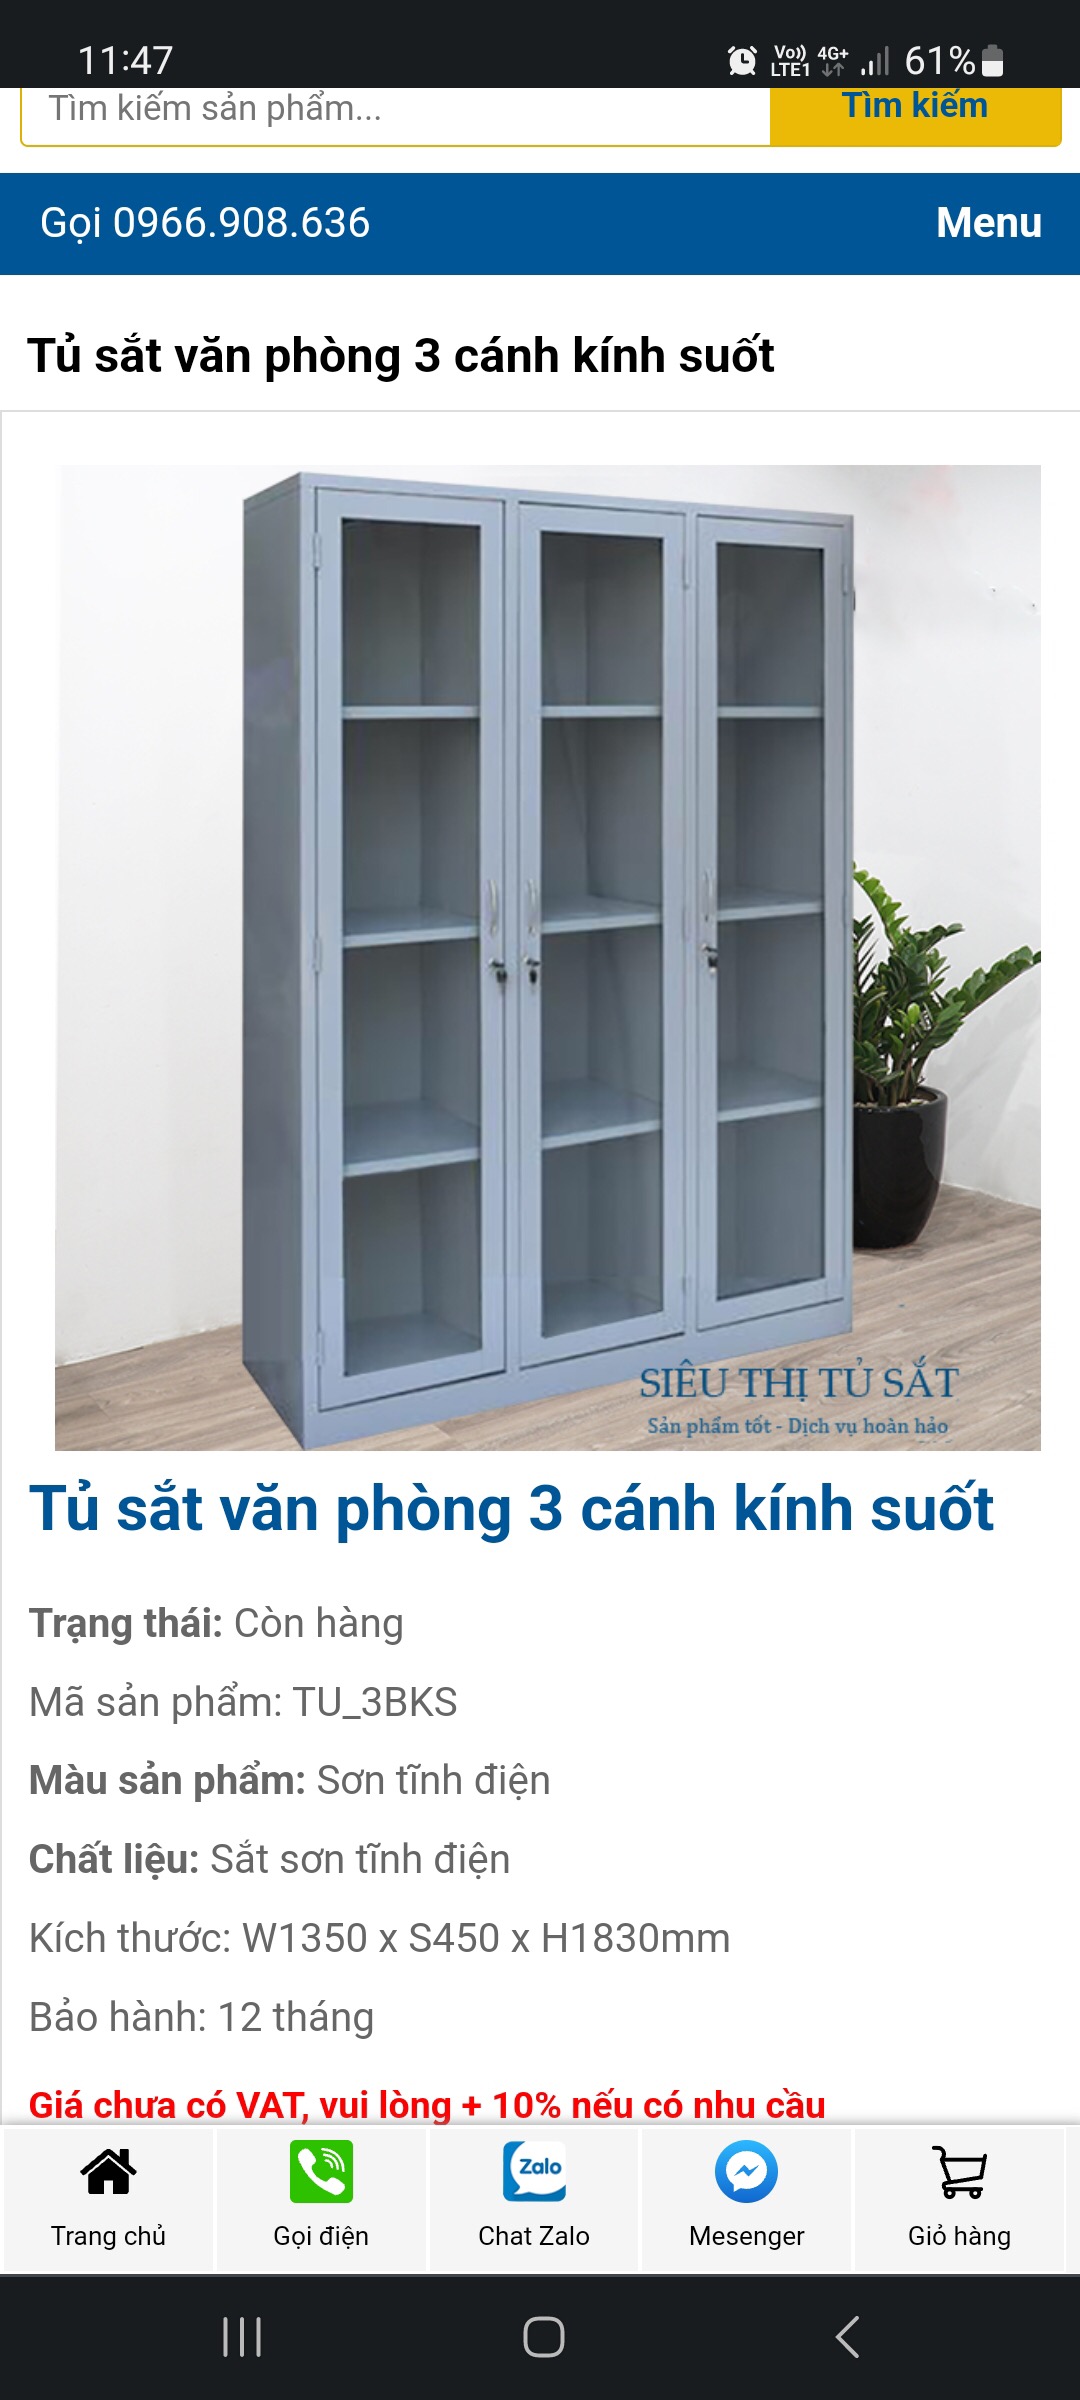 11:47
Vo)) LTE1 4G+ 61%
Tìm kiếm sản phẩm...
Tìm kiếm
Gọi 0966.908.636
Menu
Tủ sắt văn phòng 3 cánh kính suốt
SIÊU THỊ TỦ SẮT
Sản phẩm tốt - Dịch vụ hoàn hảo
Tủ sắt văn phòng 3 cánh kính suốt
Trạng thái: Còn hàng
Mã sản phẩm: TU_3BKS
Màu sản phẩm: Sơn tĩnh điện
Chất liệu: Sắt sơn tĩnh điện
Kích thước: W1350 x S450 x H1830mm
Bảo hành: 12 tháng
Giá chưa có VAT, vui lòng + 10% nếu có nhu cầu
Zalo
Trang chủ
Gọi điện
Chat Zalo
Mesenger
Giỏ hàng